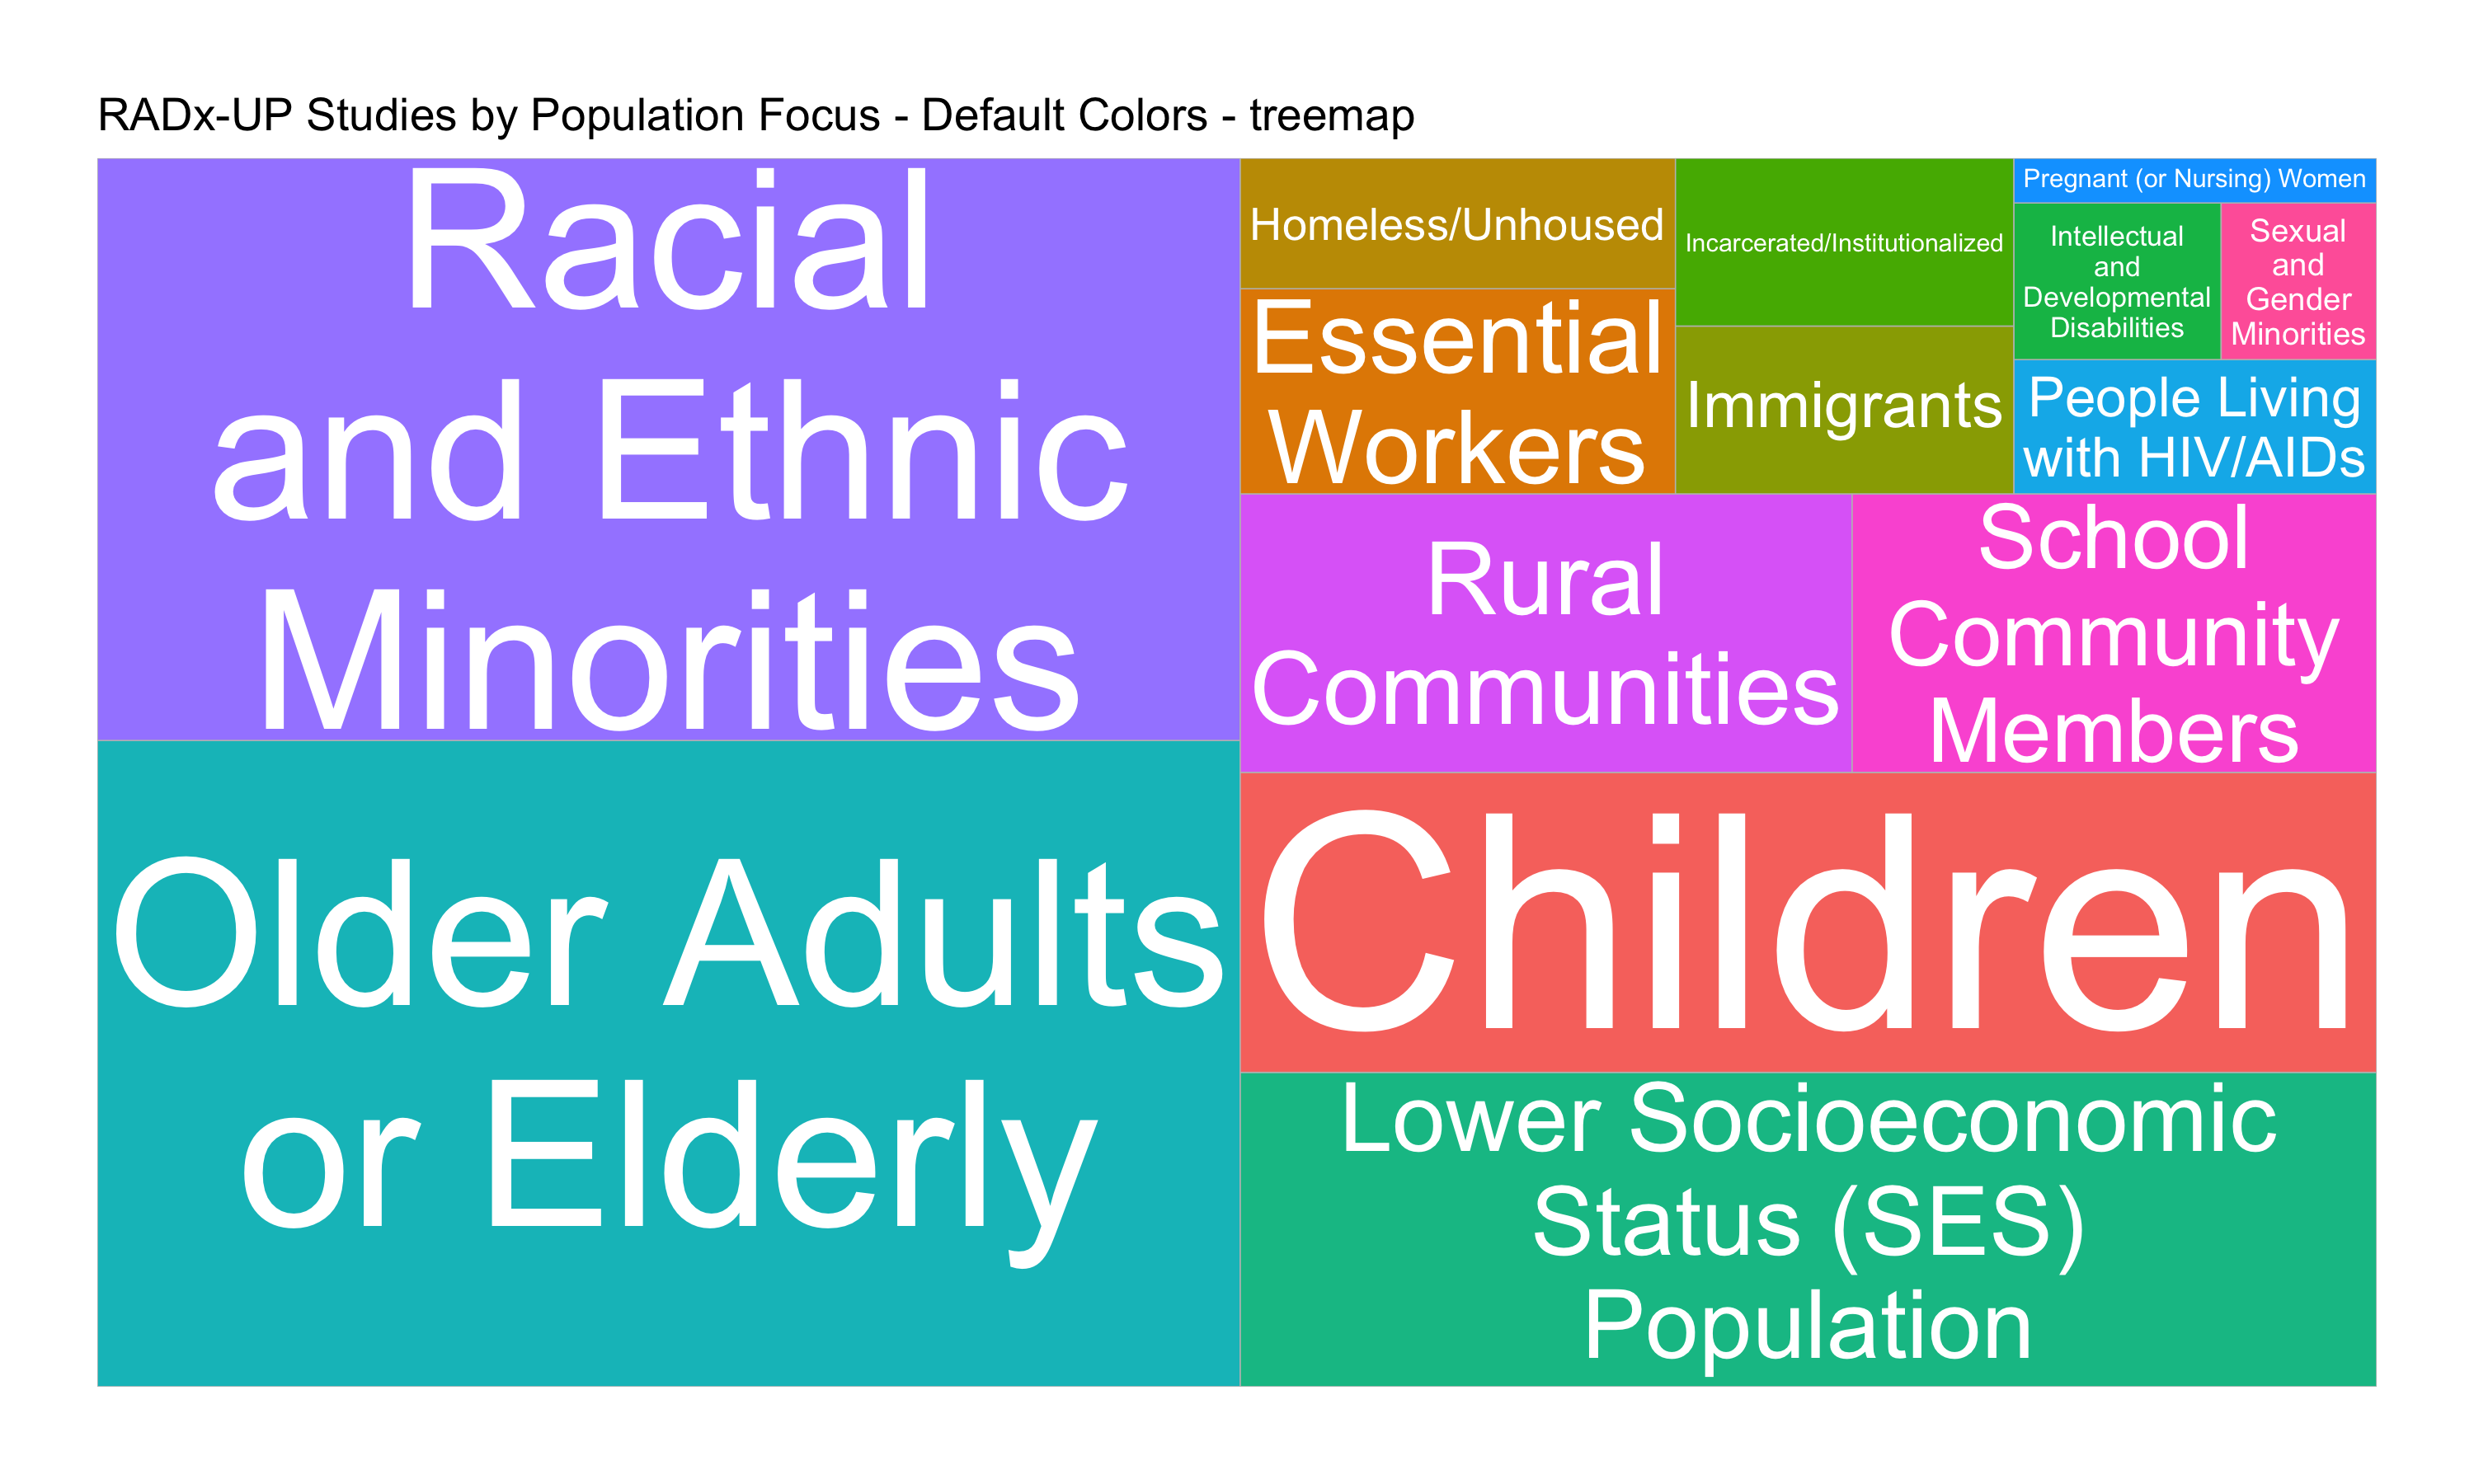 RADx-UP Studies by Population Focus - Default Colors - treemap
Racial
and Ethnic
Minorities
Older Adults
or Elderly
Homeless/Unhoused
Essential
Workers
Incarcerated/Institutionalized
Immigrants
Pregnant (or Nursing) Women
Intellectual
and
Developmental
Disabilities
Sexual
and
Gender
Minorities
People Living
with HIV/AIDs
Rural
Communities
School
Community
Members
Children
Lower Socioeconomic
Status (SES)
Population